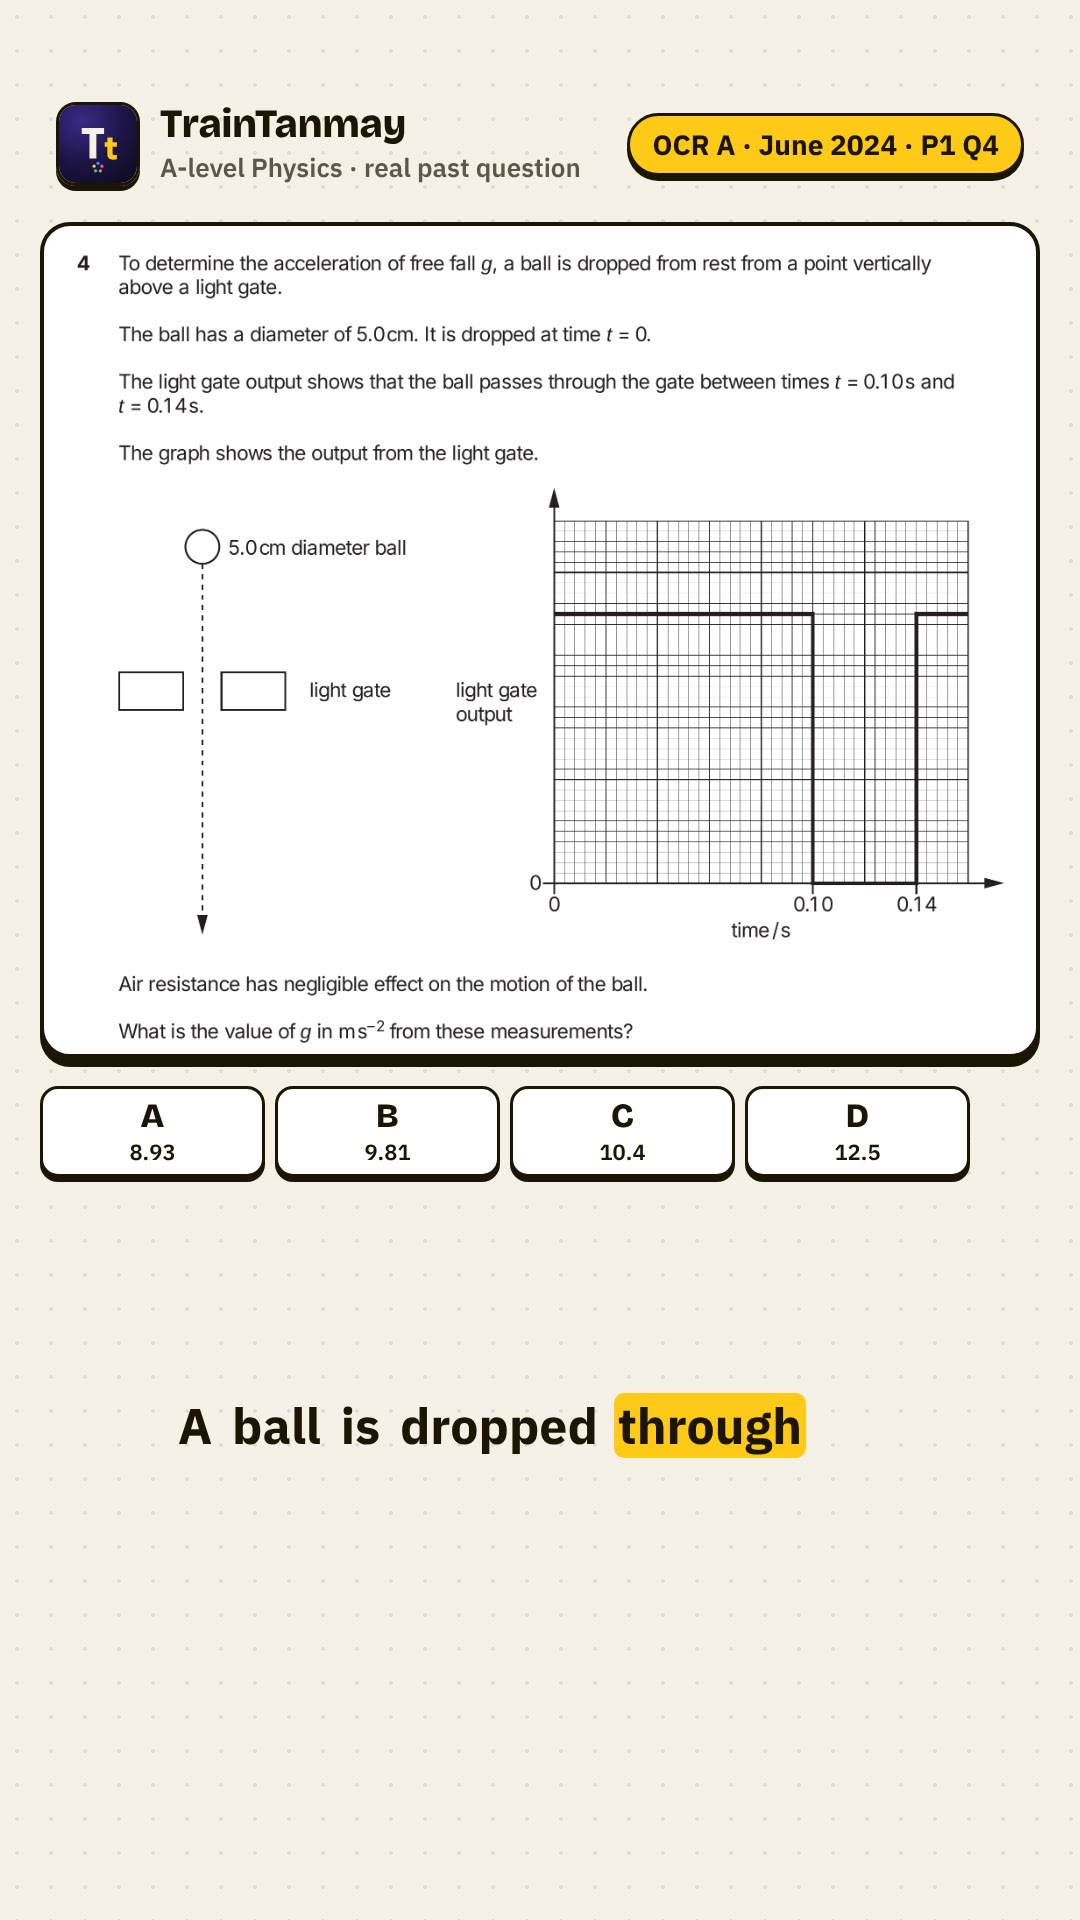 Tt
TrainTanmay
A-level Physics · real past question
OCR A · June 2024 · P1 Q4
4 To determine the acceleration of free fall g, a ball is dropped from rest from a point vertically
above a light gate.
The ball has a diameter of 5.0 cm. It is dropped at time t = 0.
The light gate output shows that the ball passes through the gate between times t = 0.10 s and
t = 0.14 s.
The graph shows the output from the light gate.
5.0 cm diameter ball
light gate
light gate
output
0
0
0.10
0.14
time / s
Air resistance has negligible effect on the motion of the ball.
What is the value of g in m s⁻² from these measurements?
A
8.93
B
9.81
C
10.4
D
12.5
A ball is dropped through